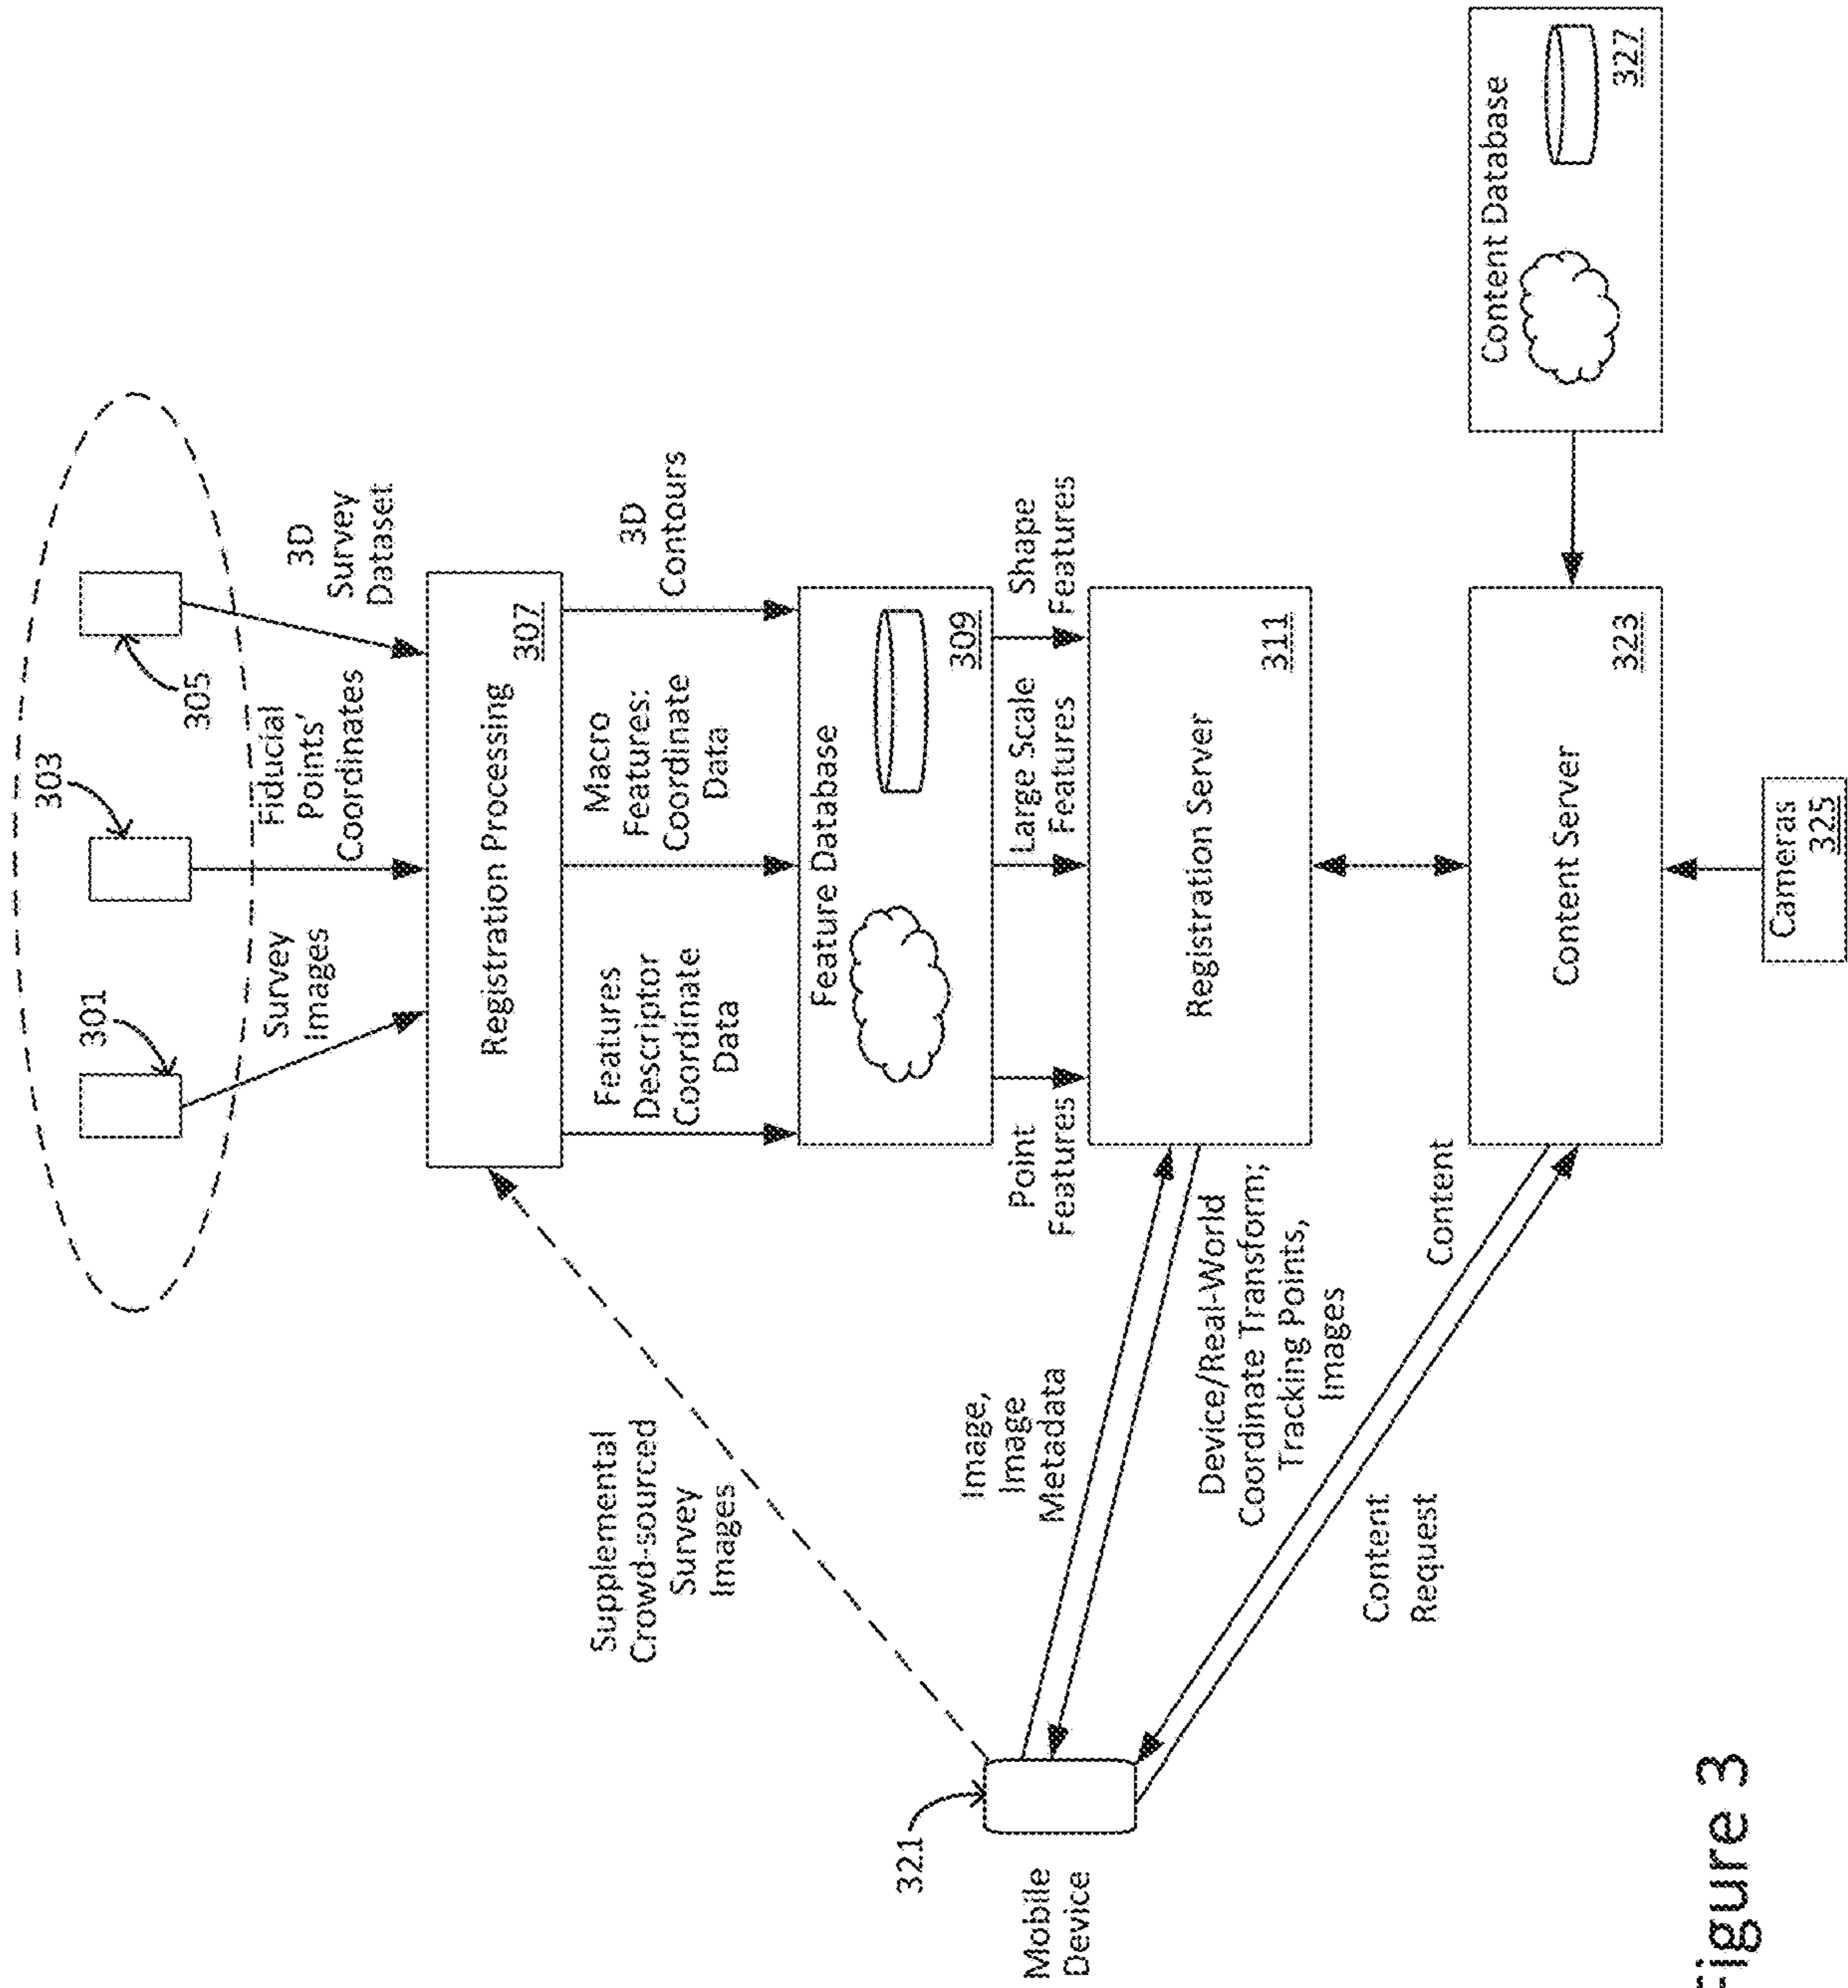 301
303
305
Survey
Images
Fiducial
Points'
Coordinates
3D
Survey
Dataset
Registration Processing
307
Supplemental
Crowd-sourced
Survey
Images
Features
Descriptor
Coordinate
Data
Macro
Features:
Coordinate
Data
3D
Contours
Feature Database
309
Point
Features
Large Scale
Features
Shape
Features
321
Mobile
Device
Image,
Image
Metadata
Registration Server
311
Device/Real-World
Coordinate Transform;
Tracking Points,
Images
Content
Content
Request
Content Server
323
Content Database
327
Cameras
325
Figure 3